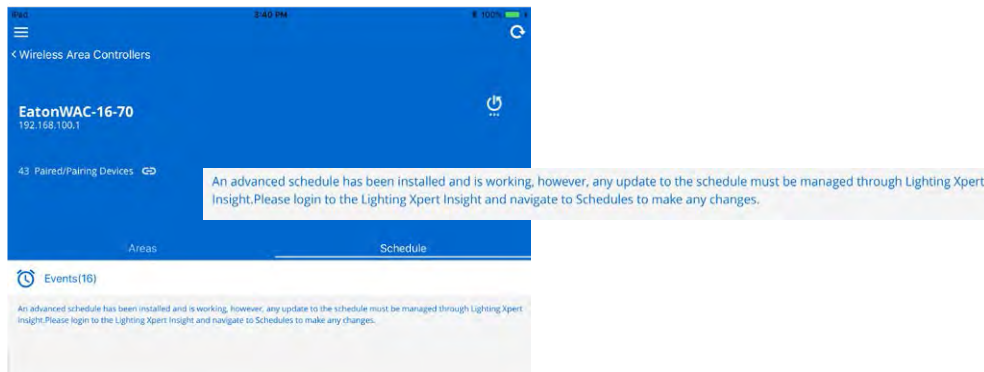 iPad
3:40 PM
100%
< Wireless Area Controllers
EatonWAC-16-70
192.168.100.1
43 Paired/Pairing Devices
An advanced schedule has been installed and is working, however, any update to the schedule must be managed through Lighting Xpert
Insight.Please login to the Lighting Xpert Insight and navigate to Schedules to make any changes.
Areas
Schedule
Events(16)
An advanced schedule has been installed and is working, however, any update to the schedule must be managed through Lighting Xpert
Insight.Please login to the Lighting Xpert Insight and navigate to Schedules to make any changes.